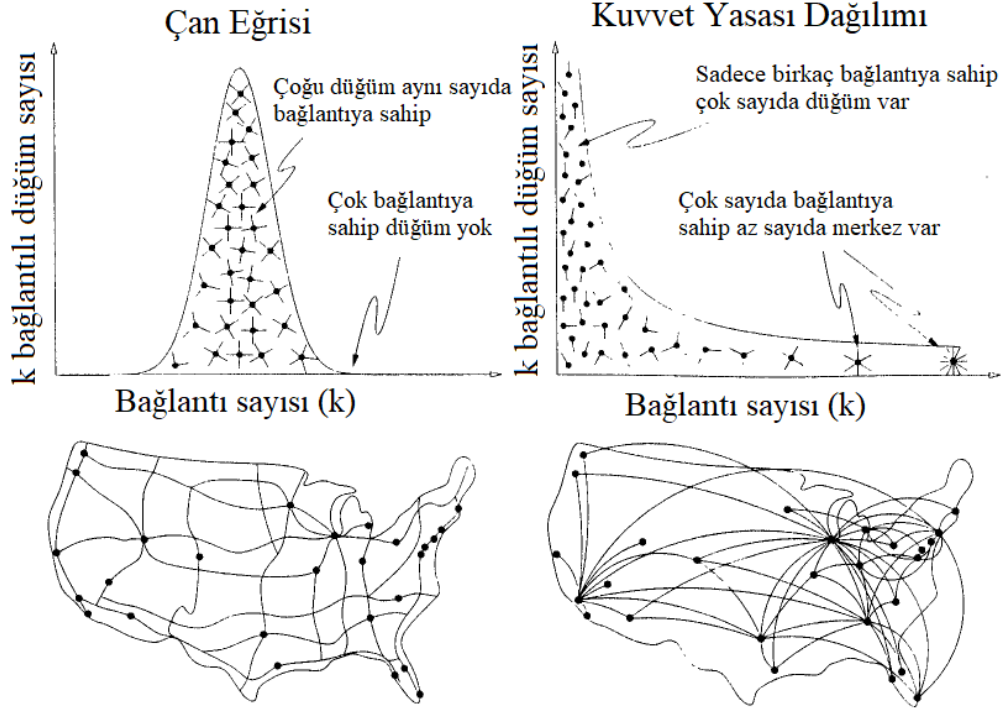 Çan Eğrisi
k bağlantılı düğüm sayısı
Çoğu düğüm aynı sayıda
bağlantıya sahip
Çok bağlantıya
sahip düğüm yok
Bağlantı sayısı (k)
Kuvvet Yasası Dağılımı
k bağlantılı düğüm sayısı
Sadece birkaç bağlantıya sahip
çok sayıda düğüm var
Çok sayıda bağlantıya
sahip az sayıda merkez var
Bağlantı sayısı (k)